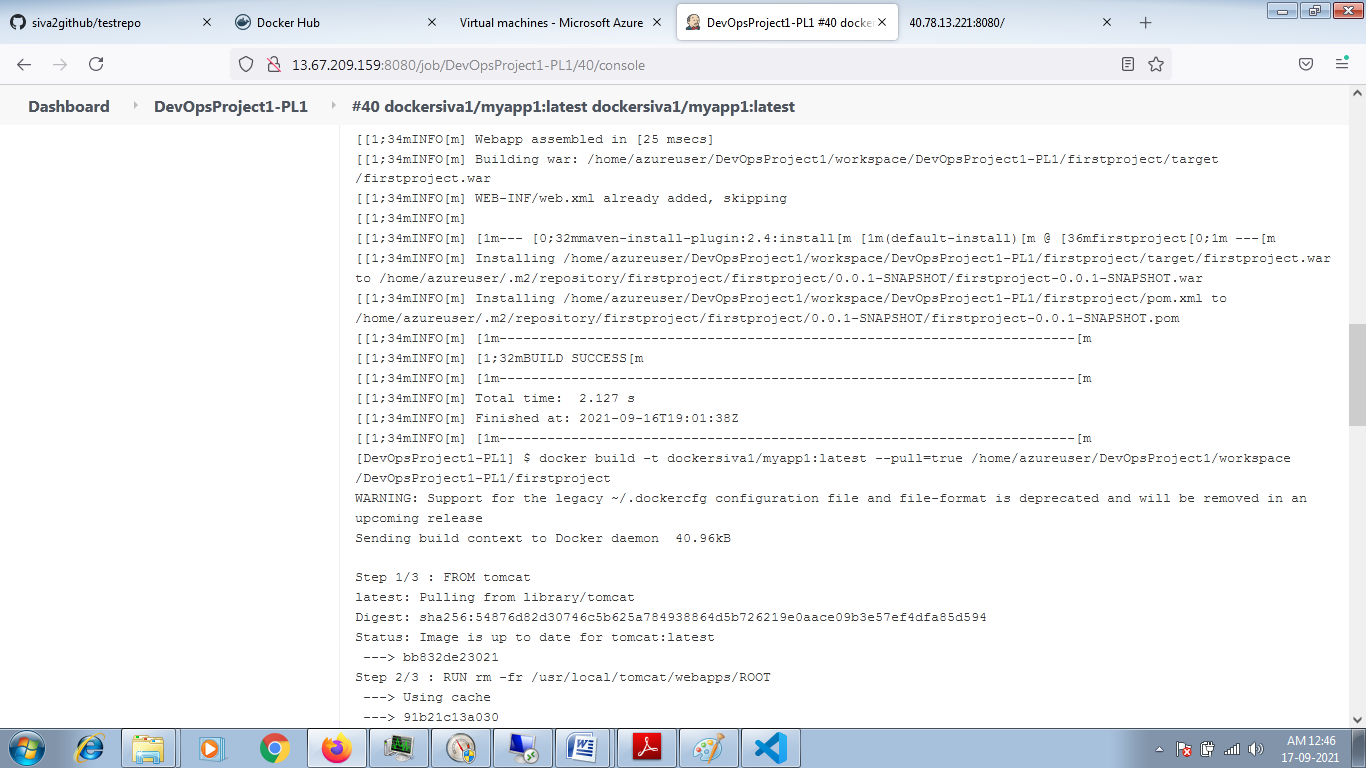 siva2github/testrepo
Docker Hub
Virtual machines - Microsoft Azure
DevOpsProject1-PL1 #40 docker
40.78.13.221:8080/
13.67.209.159:8080/job/DevOpsProject1-PL1/40/console
Dashboard DevOpsProject1-PL1 #40 dockersiva1/myapp1:latest dockersiva1/myapp1:latest
[[1;34mINFO[m] Webapp assembled in [25 msecs]
[[1;34mINFO[m] Building war: /home/azureuser/DevOpsProject1/workspace/DevOpsProject1-PL1/firstproject/target
/firstproject.war
[[1;34mINFO[m] WEB-INF/web.xml already added, skipping
[[1;34mINFO[m]
[[1;34mINFO[m] [1m--- [0;32mmaven-install-plugin:2.4:install[m [1m(default-install)[m @ [36mfirstproject[0;1m ---[m
[[1;34mINFO[m] Installing /home/azureuser/DevOpsProject1/workspace/DevOpsProject1-PL1/firstproject/target/firstproject.war
to /home/azureuser/.m2/repository/firstproject/firstproject/0.0.1-SNAPSHOT/firstproject-0.0.1-SNAPSHOT.war
[[1;34mINFO[m] Installing /home/azureuser/DevOpsProject1/workspace/DevOpsProject1-PL1/firstproject/pom.xml to
/home/azureuser/.m2/repository/firstproject/firstproject/0.0.1-SNAPSHOT/firstproject-0.0.1-SNAPSHOT.pom
[[1;34mINFO[m] [1m------------------------------------------------------------------------[m
[[1;34mINFO[m] [1;32mBUILD SUCCESS[m
[[1;34mINFO[m] [1m------------------------------------------------------------------------[m
[[1;34mINFO[m] Total time:  2.127 s
[[1;34mINFO[m] Finished at: 2021-09-16T19:01:38Z
[[1;34mINFO[m] [1m------------------------------------------------------------------------[m
[DevOpsProject1-PL1] $ docker build -t dockersiva1/myapp1:latest --pull=true /home/azureuser/DevOpsProject1/workspace
/DevOpsProject1-PL1/firstproject
WARNING: Support for the legacy ~/.dockercfg configuration file and file-format is deprecated and will be removed in an
upcoming release
Sending build context to Docker daemon  40.96kB
Step 1/3 : FROM tomcat
latest: Pulling from library/tomcat
Digest: sha256:54876d82d30746c5b625a784938864d5b726219e0aace09b3e57ef4dfa85d594
Status: Image is up to date for tomcat:latest
---> bb832de23021
Step 2/3 : RUN rm -fr /usr/local/tomcat/webapps/ROOT
---> Using cache
---> 91b21c13a030
AM 12:46
17-09-2021